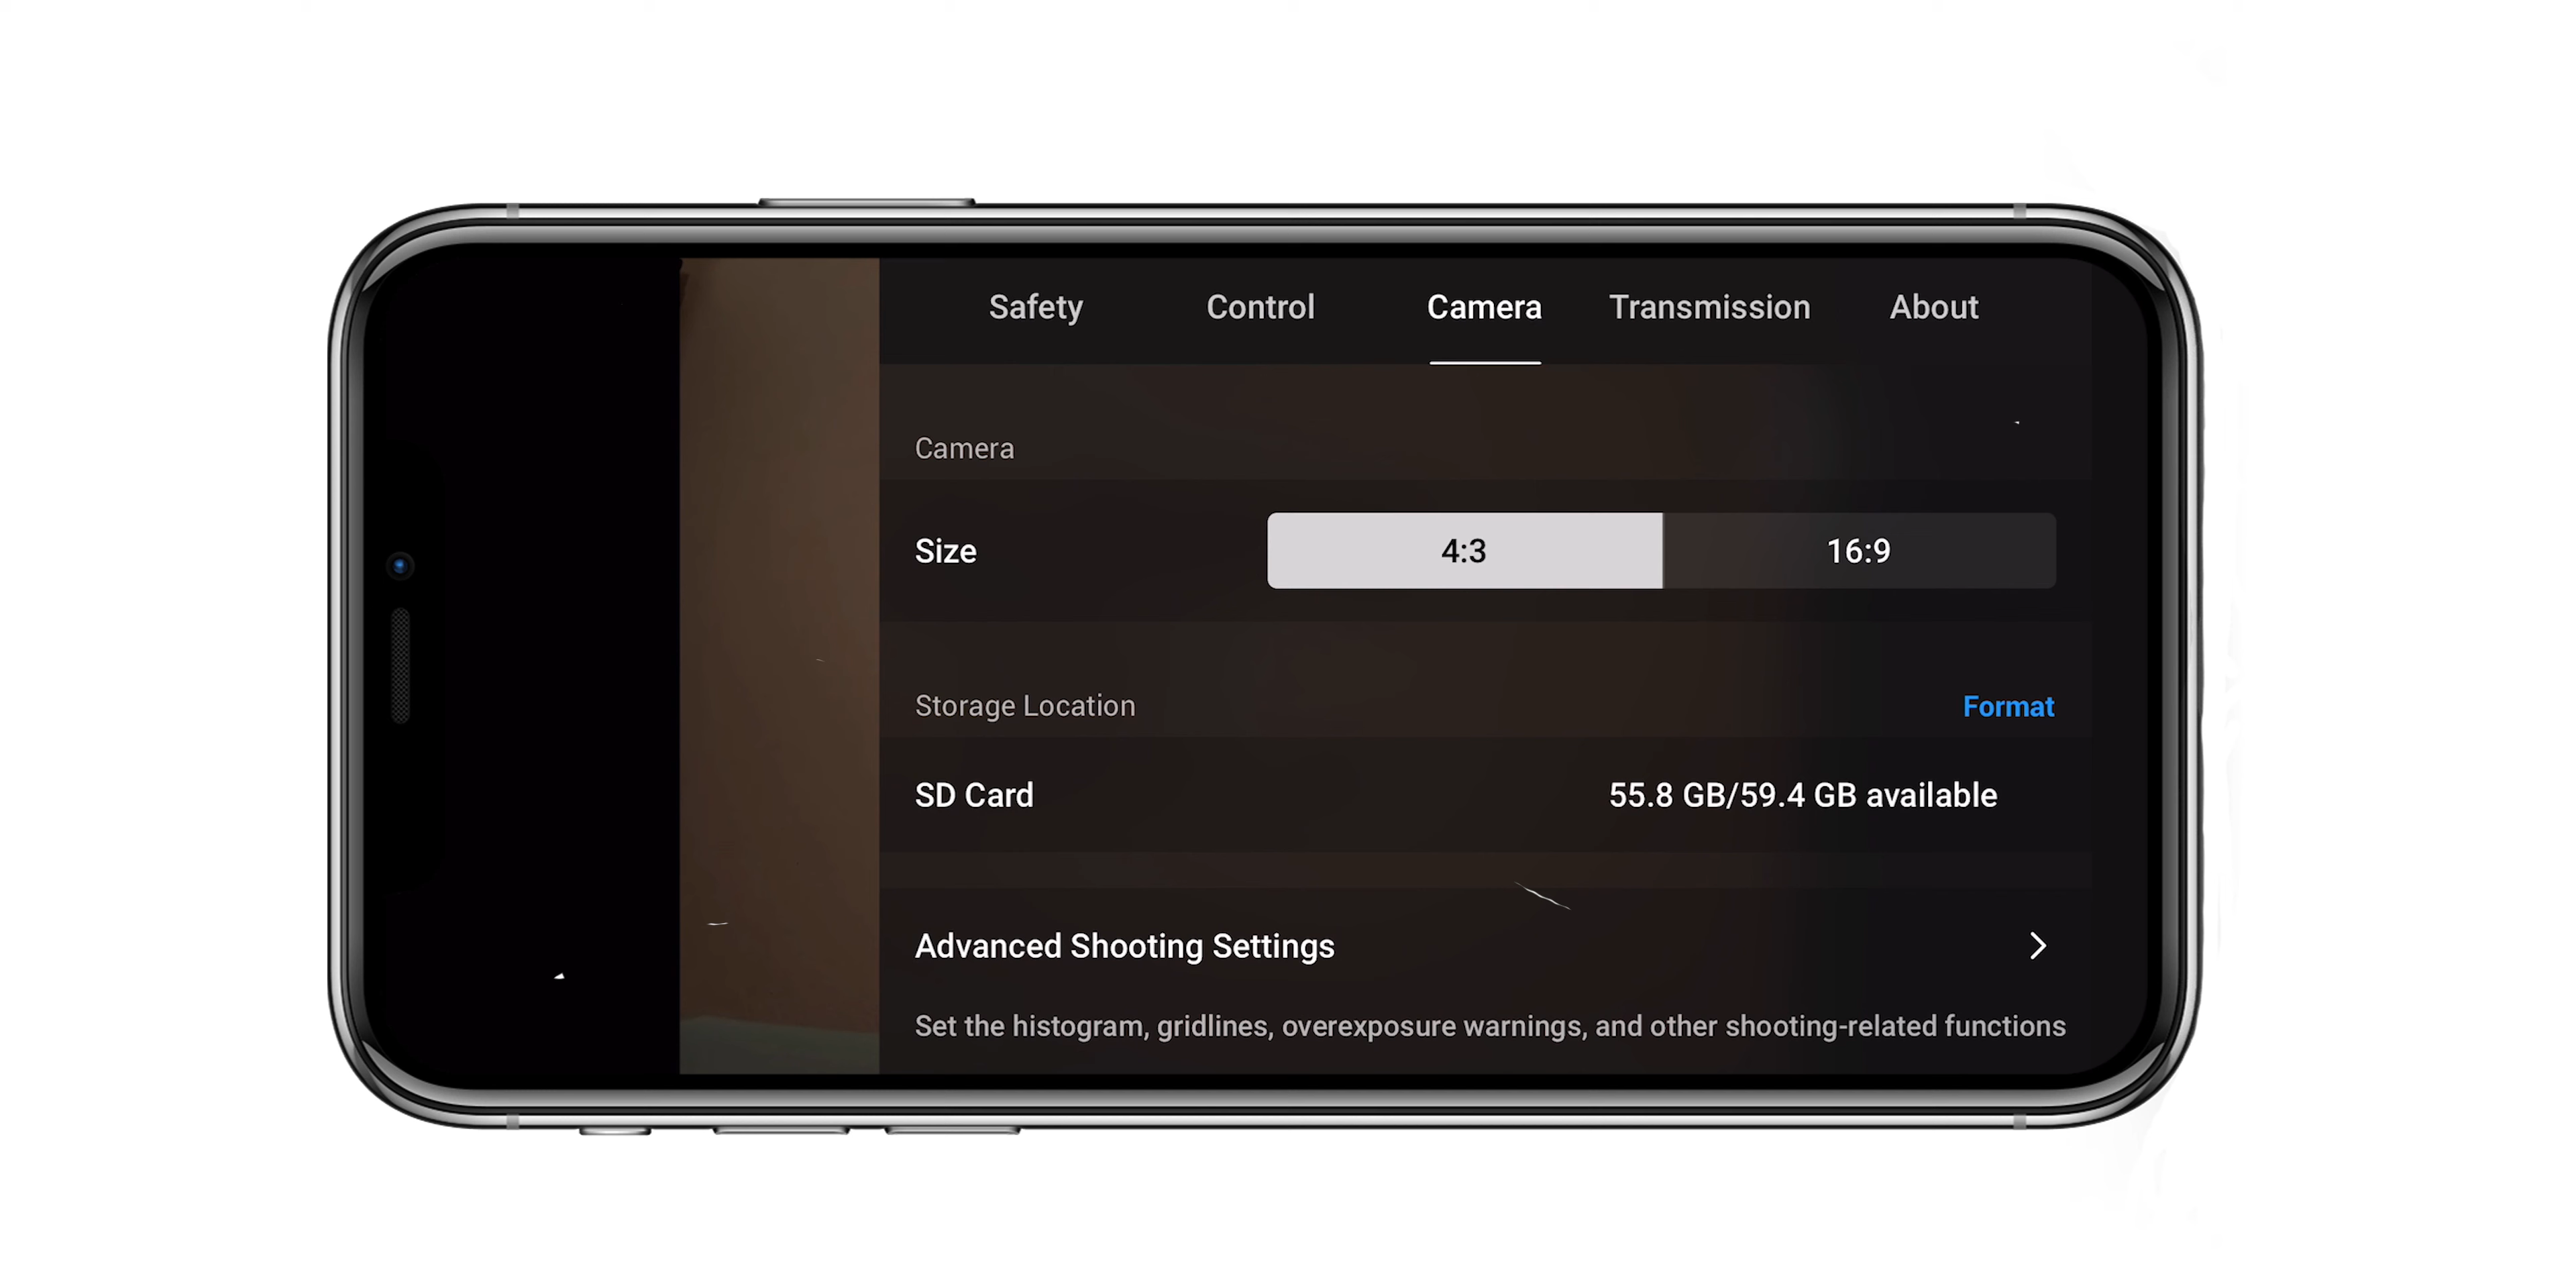 Safety Control Camera Transmission About
Camera
Size 4:3 16:9
Storage Location Format
SD Card 55.8 GB/59.4 GB available
Advanced Shooting Settings
Set the histogram, gridlines, overexposure warnings, and other shooting-related functions